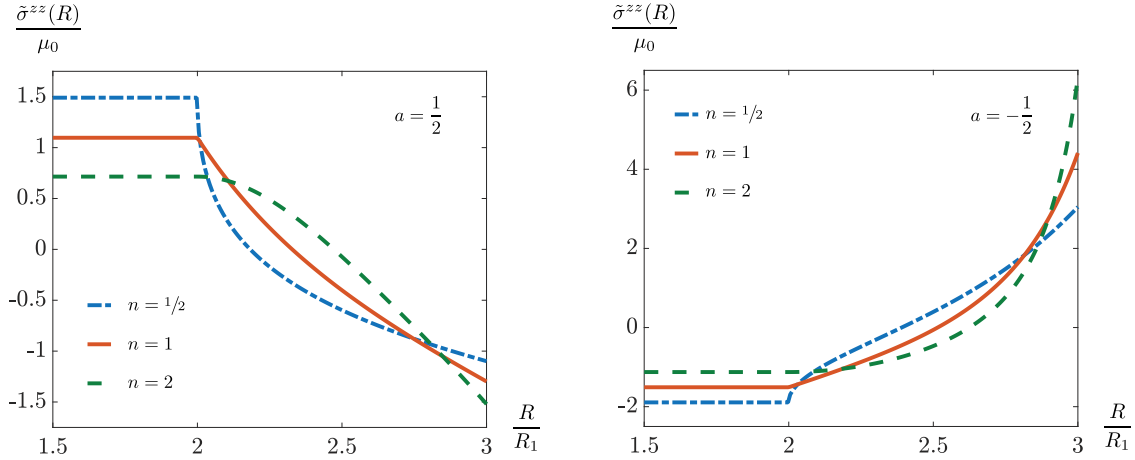 σ̃^{zz}(R)/μ₀
1.5
1
0.5
0
-0.5
-1
-1.5
a = 1/2
n = 1/2
n = 1
n = 2
1.5 2 2.5 3
R/R₁
σ̃^{zz}(R)/μ₀
6
4
2
0
-2
n = 1/2
n = 1
n = 2
a = -1/2
1.5 2 2.5 3
R/R₁